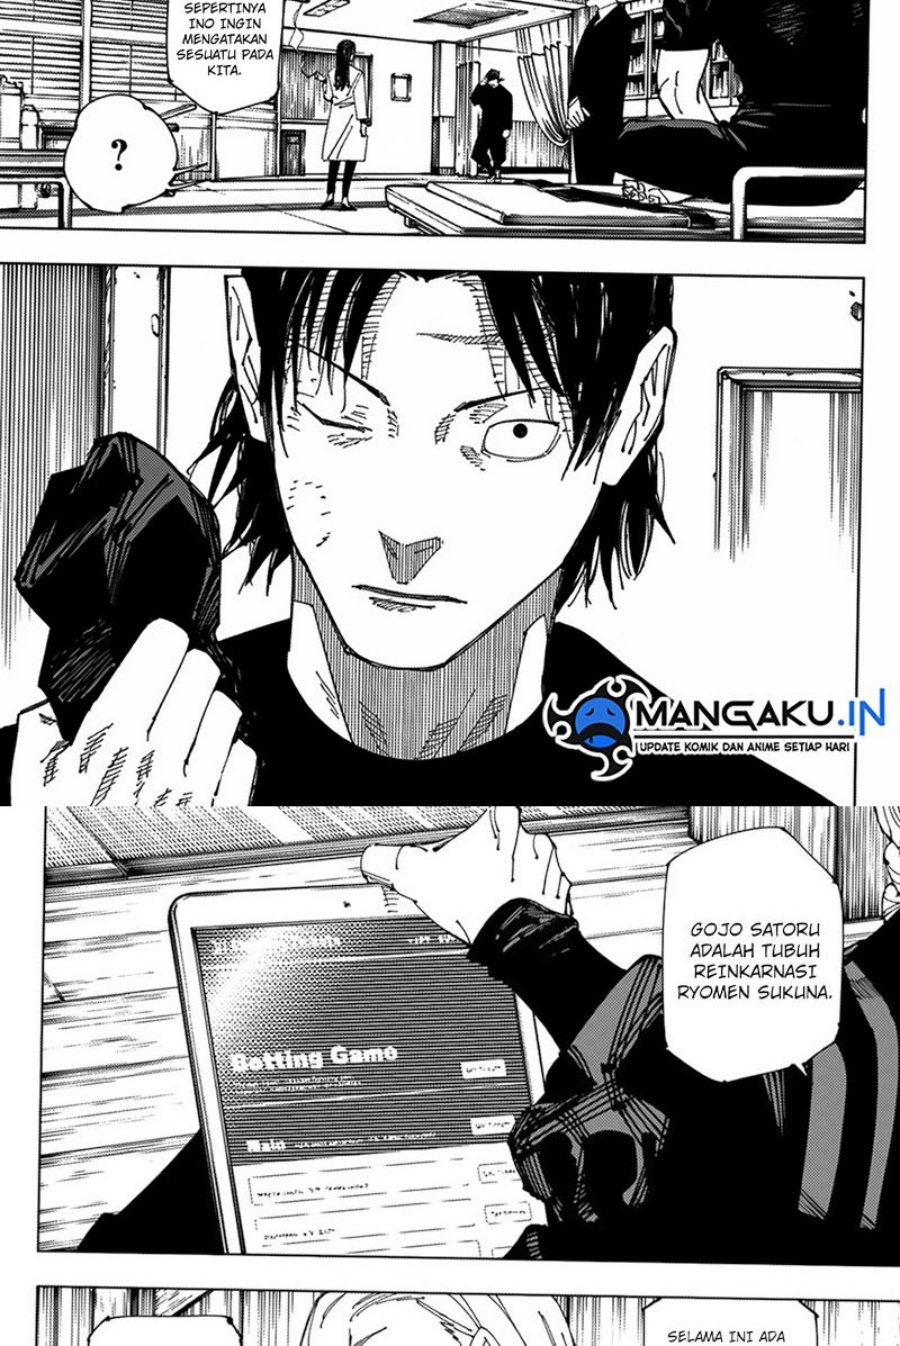 SEPERTINYA
INO INGIN
MENGATAKAN
SESUATU PADA
KITA.
?
MANGAKU.IN
UPDATE KOMIK DAN ANIME SETIAP HARI
GOJO SATORU
ADALAH TUBUH
REINKARNASI
RYOMEN SUKUNA.
Betting Game
Main
SELAMA INI ADA